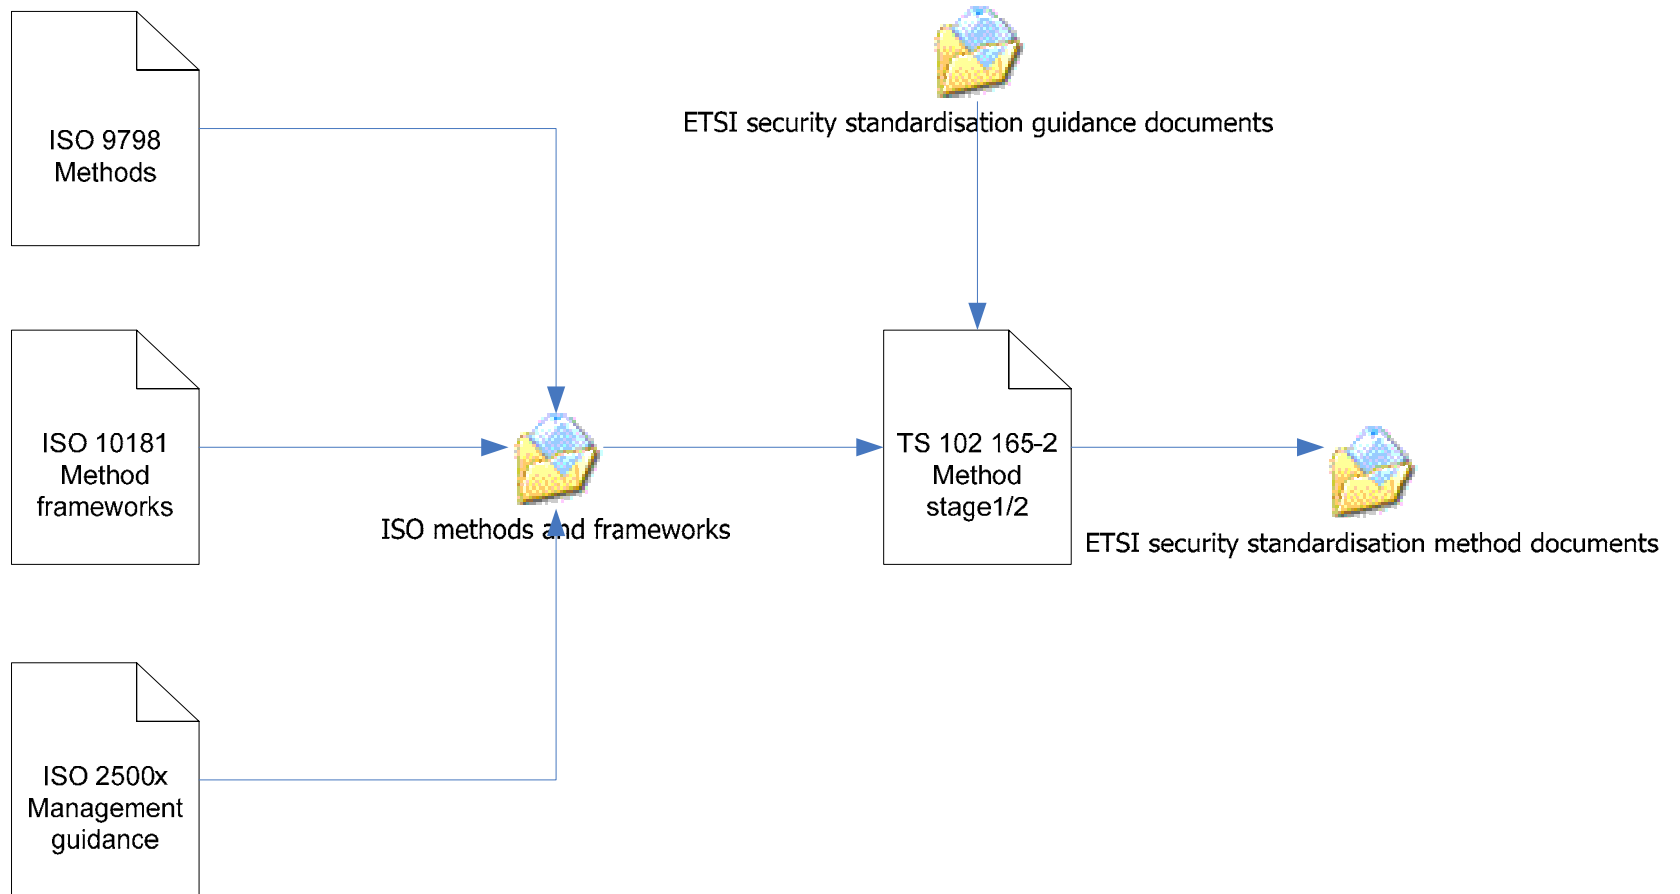 ISO 9798
Methods
ETSI security standardisation guidance documents
ISO 10181
Method
frameworks
ISO methods and frameworks
TS 102 165-2
Method
stage1/2
ETSI security standardisation method documents
ISO 2500x
Management
guidance